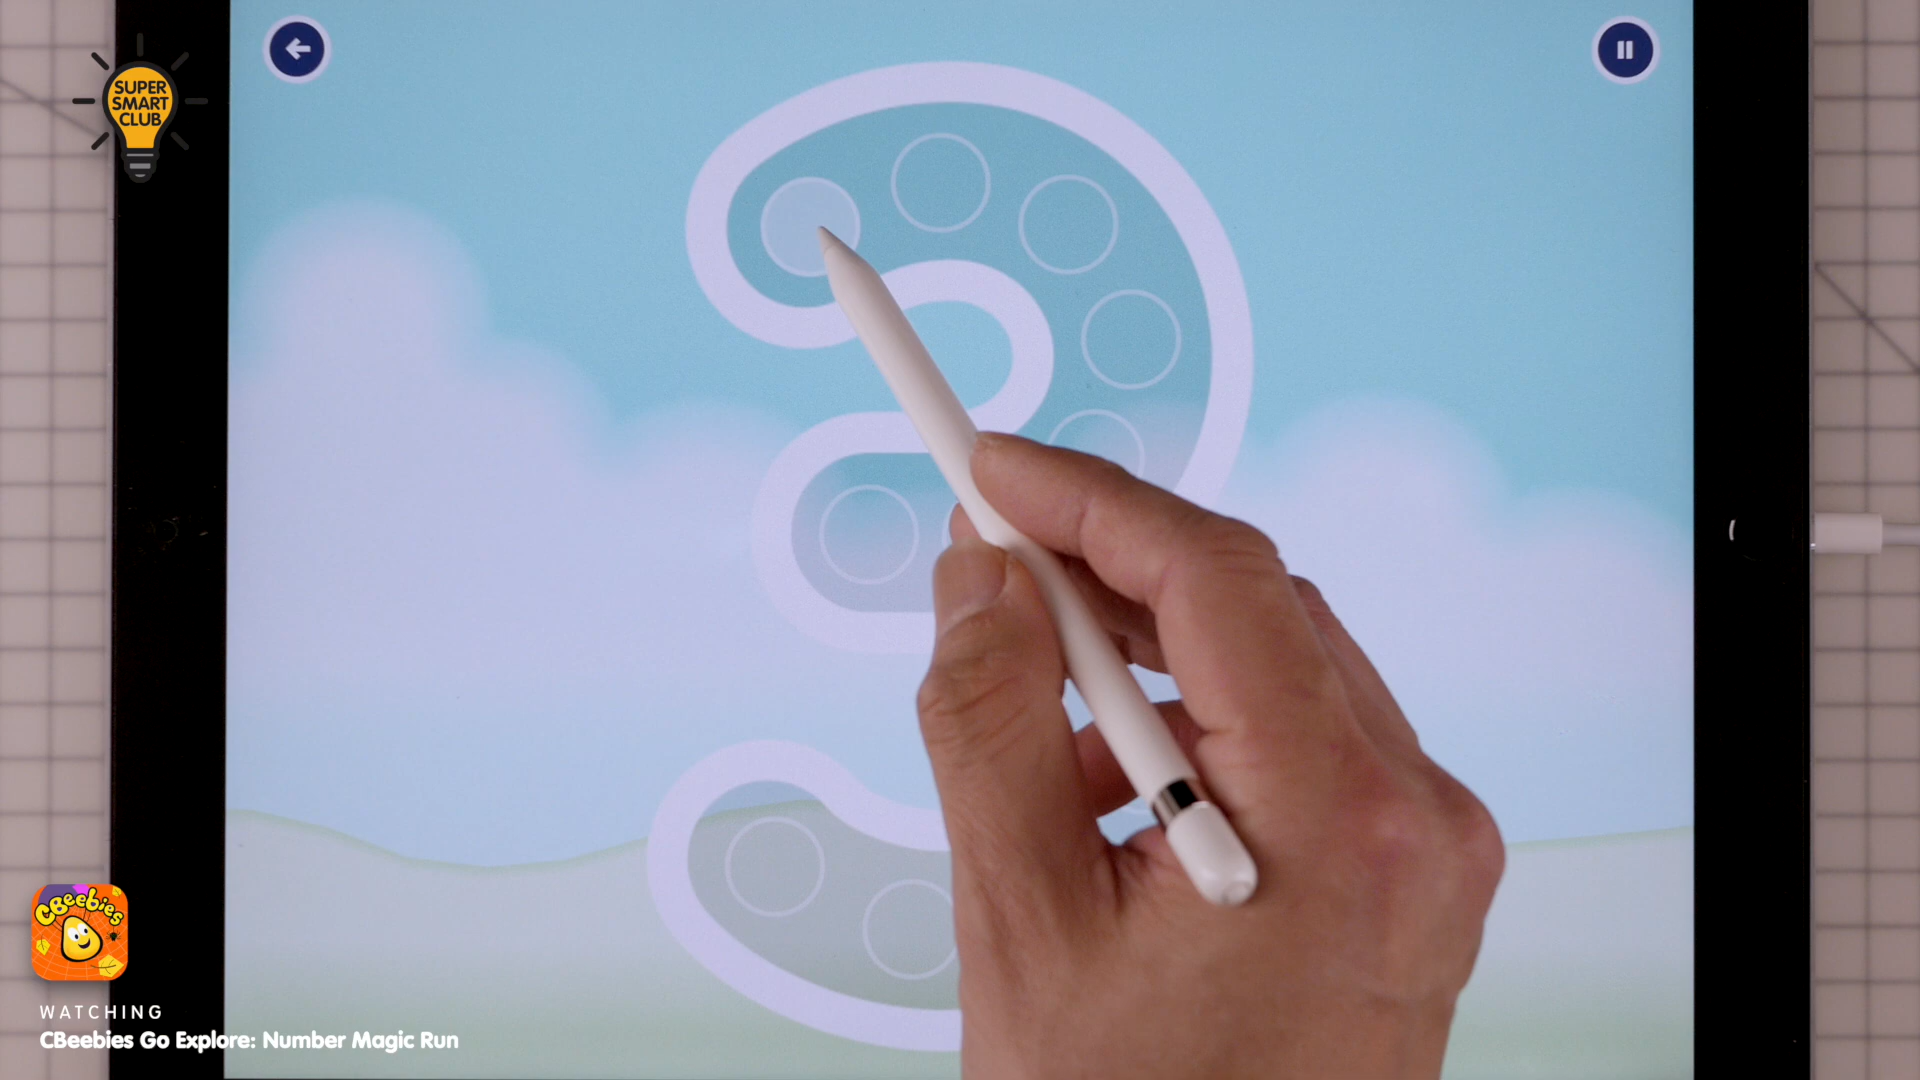 SUPER
SMART
CLUB
CBeebies
WATCHING
CBeebies Go Explore: Number Magic Run